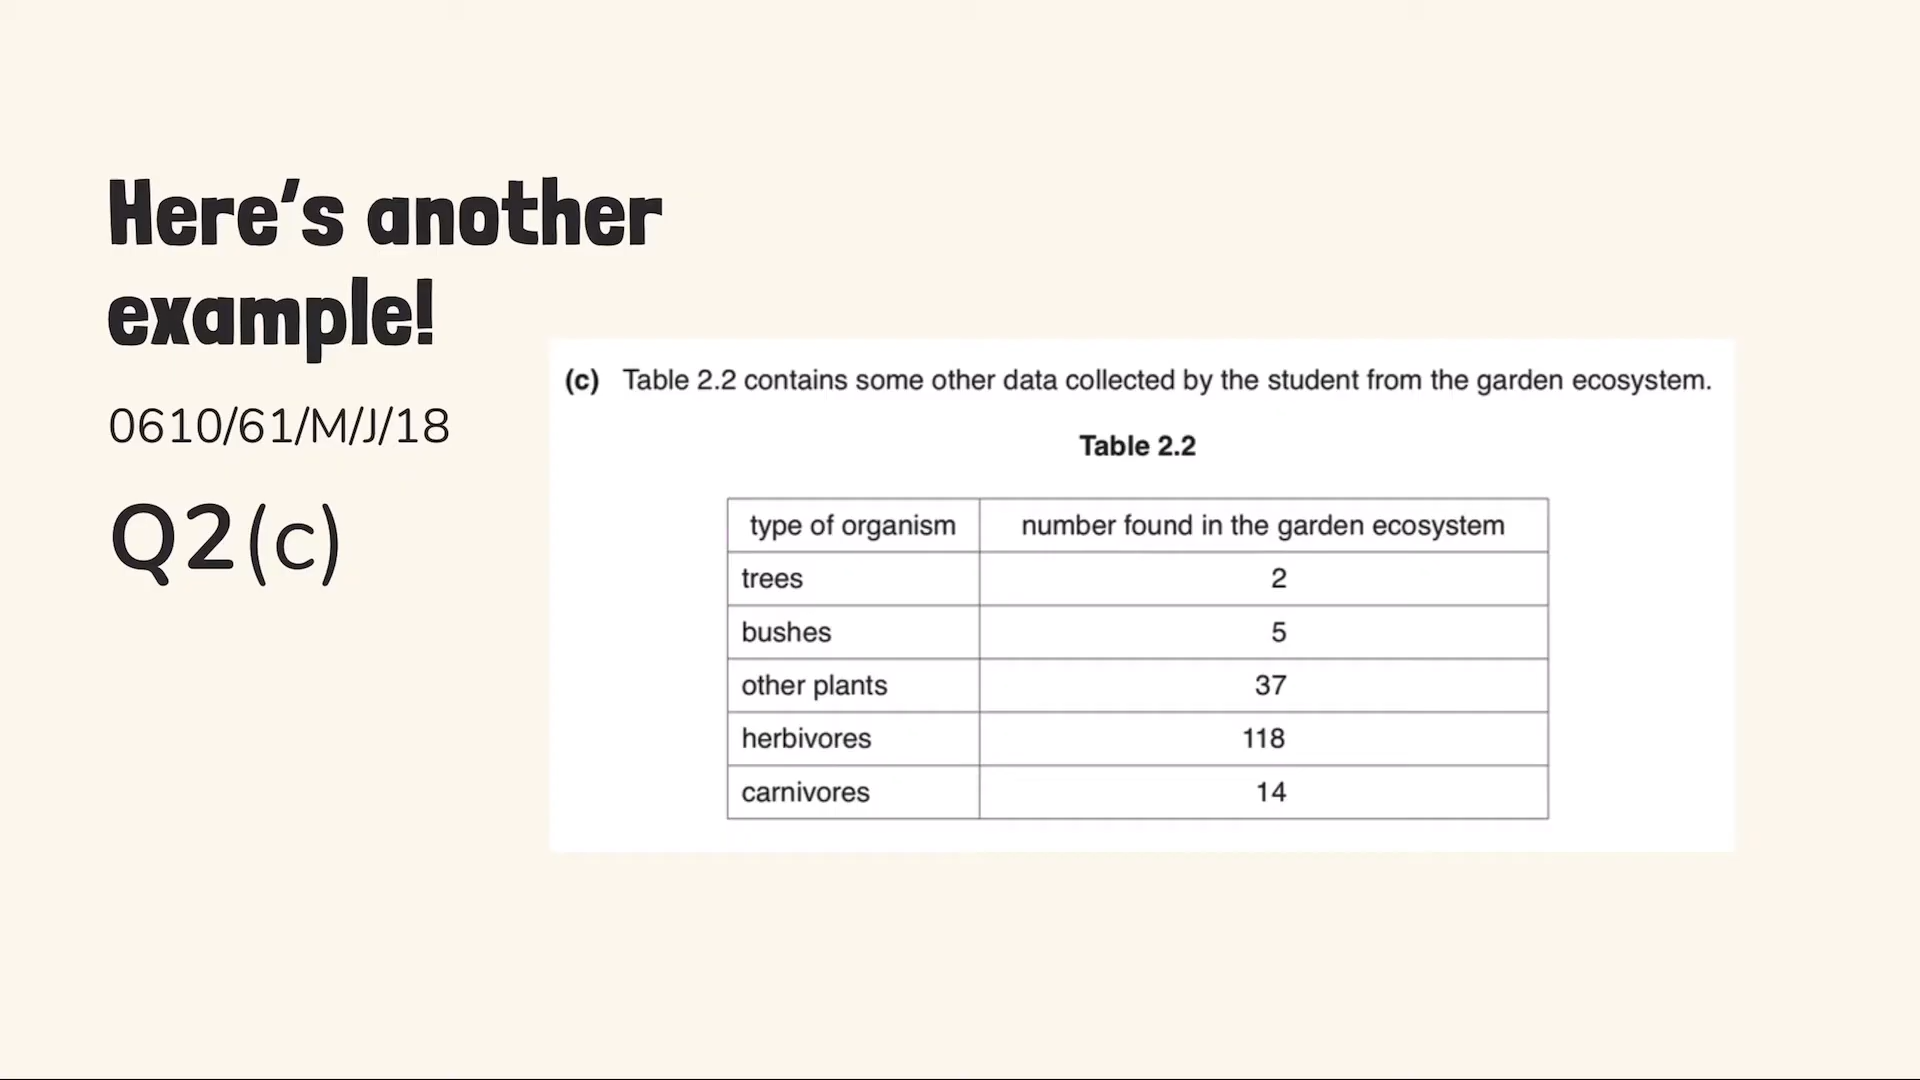 Here's another
example!
0610/61/M/J/18
Q2(c)
(c) Table 2.2 contains some other data collected by the student from the garden ecosystem.
Table 2.2
type of organism number found in the garden ecosystem
trees 2
bushes 5
other plants 37
herbivores 118
carnivores 14